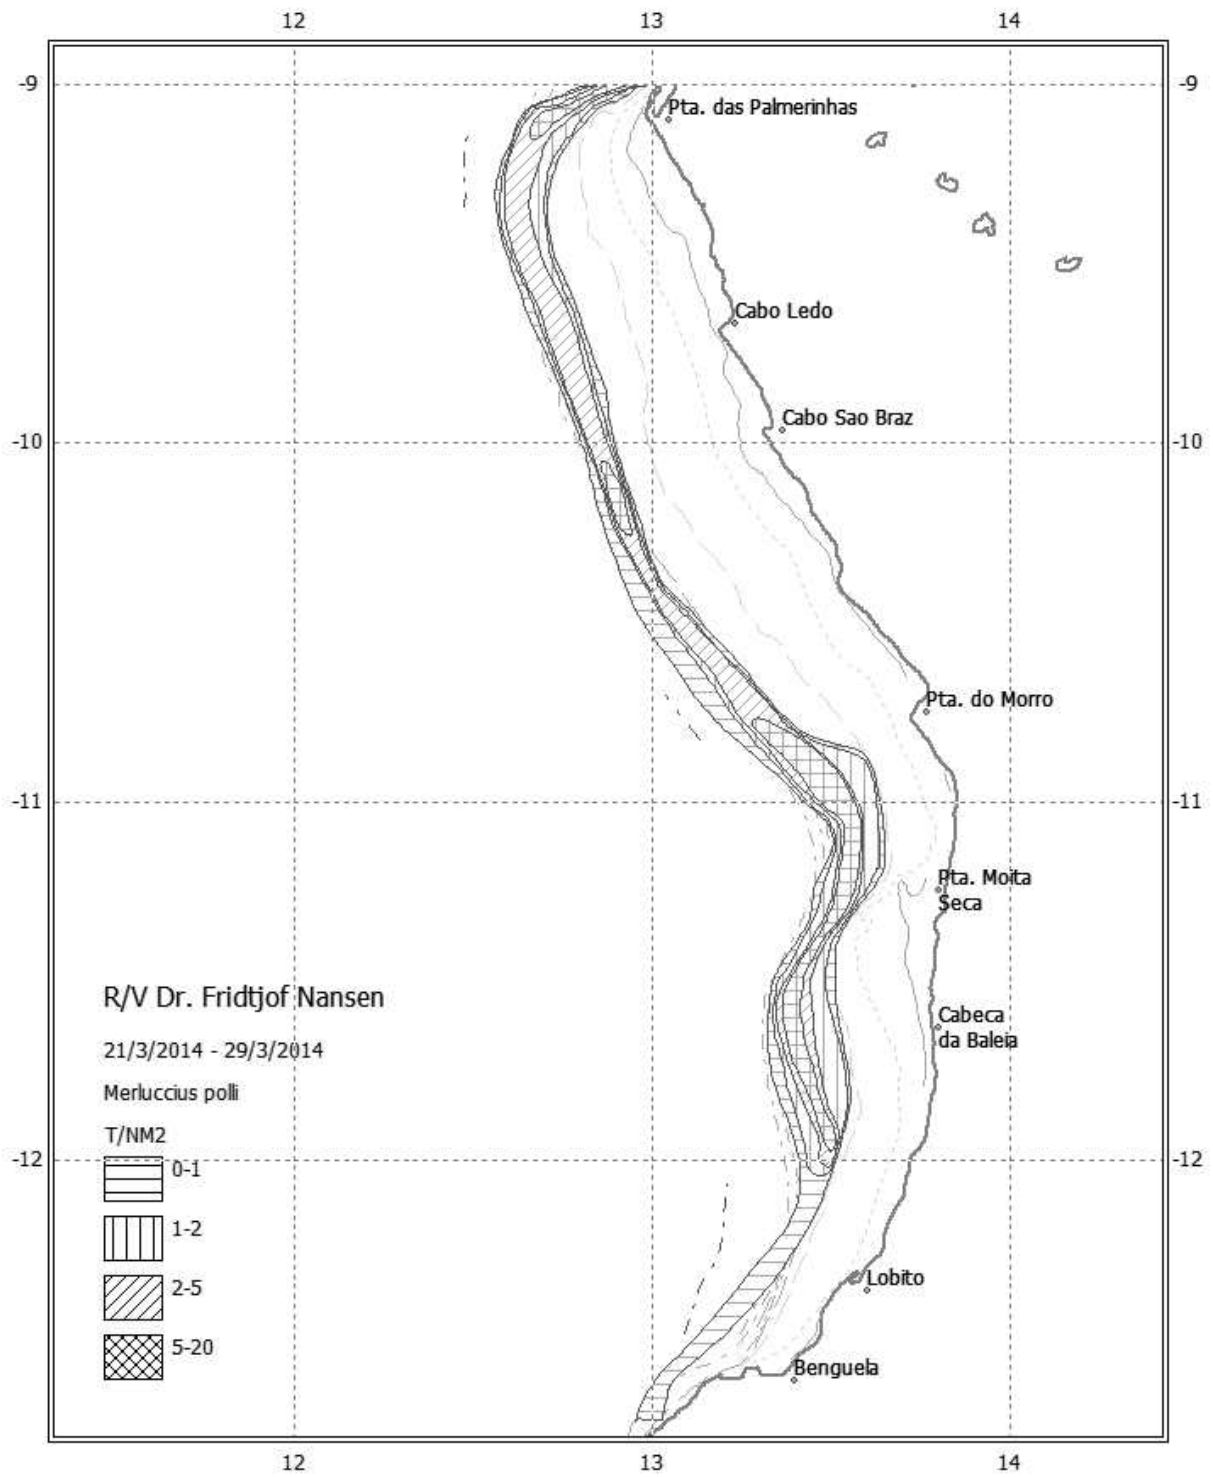 12 13 14
-9 -9
Pta. das Palmerinhas
Cabo Ledo
Cabo Sao Braz
-10 -10
Pta. do Morro
-11 -11
Pta. Moita
Seca
R/V Dr. Fridtjof Nansen
Cabeca
da Baleia
21/3/2014 - 29/3/2014
Merluccius polli
T/NM2
-12 -12
0-1
1-2
2-5
Lobito
5-20
Benguela
12 13 14